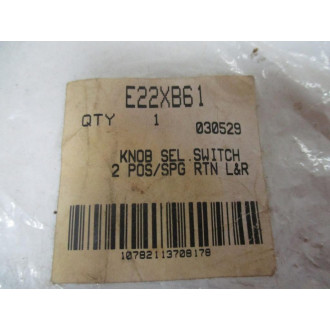 E22XB61
QTY 1 030529
KNOB SEL.SWITCH
2 POS/SPG RTN L&R
10782113708178